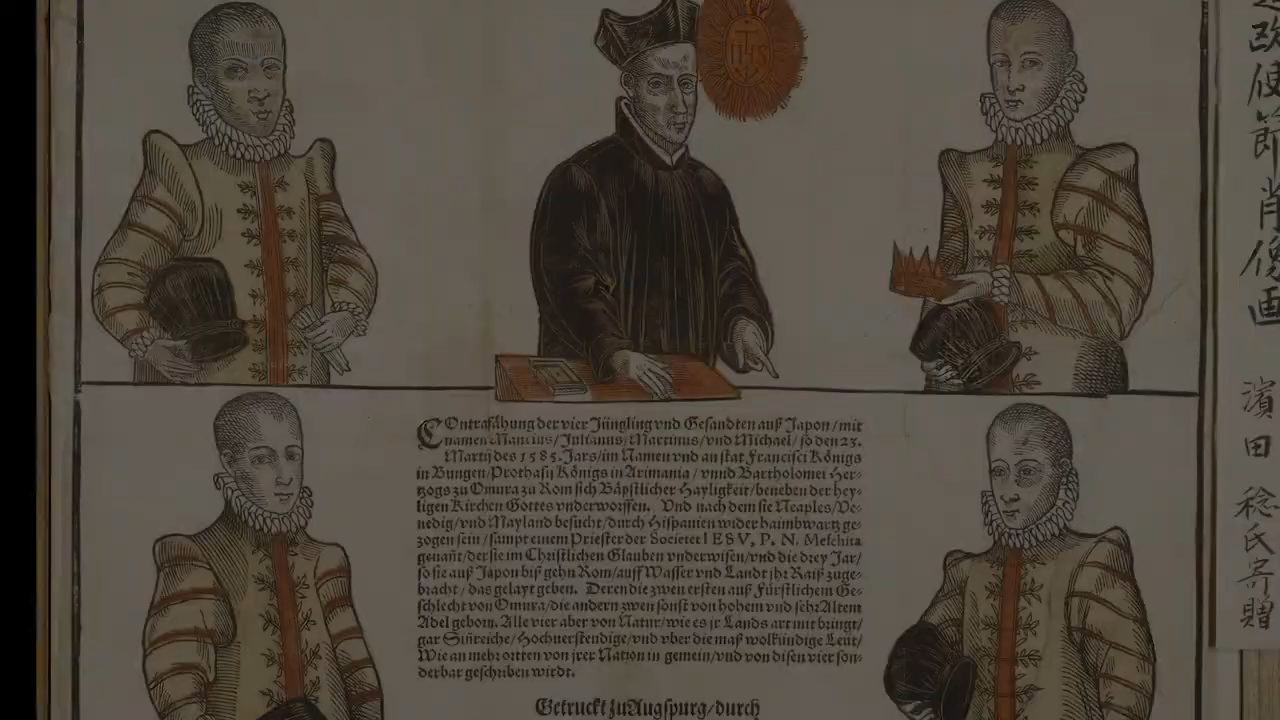 IHS
Contrafähung der vier Jüngling vnd Gesandten auß Japon/mit
namen Mancius/Julianus/Martinus/vnd Michael/so den 23.
Martij des 1585. Jars/im Namen vnd an stat Francisci Königs
in Bungen/Prothasij Königs in Arimania/vnnd Bartholomei Her-
tzogs zu Omura zu Rom sich Bäpstlicher Hayligkeit/beneben der hey-
ligen Kirchen Gottes vnderworffen. Vnd nach dem sie Neaples/Ve-
nedig/vnd Mayland besucht/durch Hispanien wider haimbwartz ge-
zogen sein/sampt einem Priester der Societet IESV, P. N. Melchita
genañt/der sie im Christlichen Glauben vnderwisen/vnd die drey Jar/
so sie auß Japon biß gehn Rom/auff Wasser vnd Landt jhr Raiß zuge-
bracht/das gelayt geben. Deren die zwen ersten auß Fürstlichem Ge-
schlecht von Omura/die andern zwen sonst von hohem vnd sehr Altem
Adel geborn. Alle vier aber von Natur/wie es jr Lands art mit bringt/
gar Siñreiche/Hochuerstendige/vnd vber die maß wolkündige Leut/
Wie an mehr ortten von jrer Nation in gemein/vnd von disen vier son-
derbar geschriben wirdt.
Getruckt zu Augspurg/durch
遣欧使節肖像画 濱田稔氏寄贈